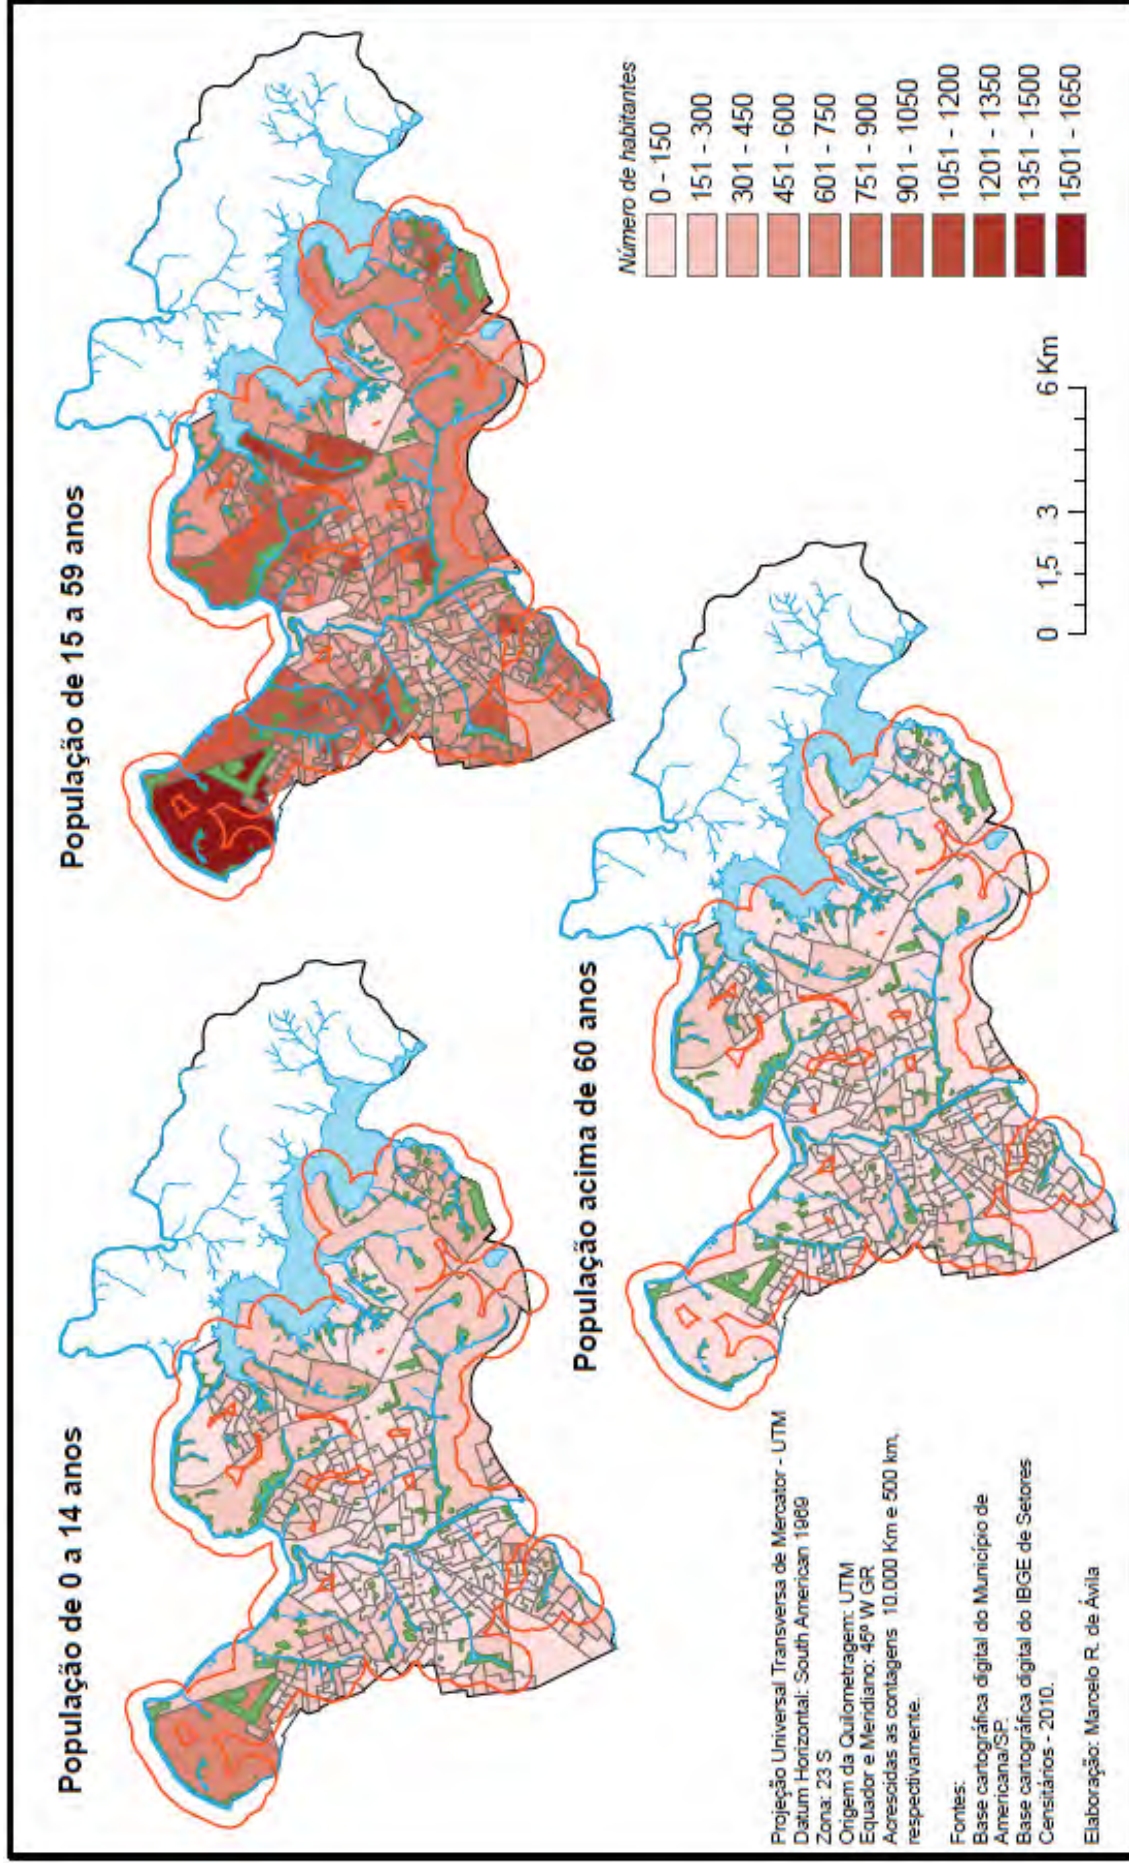 População de 0 a 14 anos
População de 15 a 59 anos
População acima de 60 anos
Número de habitantes
0 - 150
151 - 300
301 - 450
451 - 600
601 - 750
751 - 900
901 - 1050
1051 - 1200
1201 - 1350
1351 - 1500
1501 - 1650
0 1,5 3 6 Km
Projeção Universal Transversa de Mercator - UTM
Datum Horizontal: South American 1969
Zona: 23 S
Origem da Quilometragem: UTM
Equador e Meridiano: 45º W GR
Acrescidas as contagens 10.000 Km e 500 km,
respectivamente.
Fontes:
Base cartográfica digital do Município de
Americana/SP.
Base cartográfica digital do IBGE de Setores
Censitários - 2010.
Elaboração: Marcelo R. de Ávila